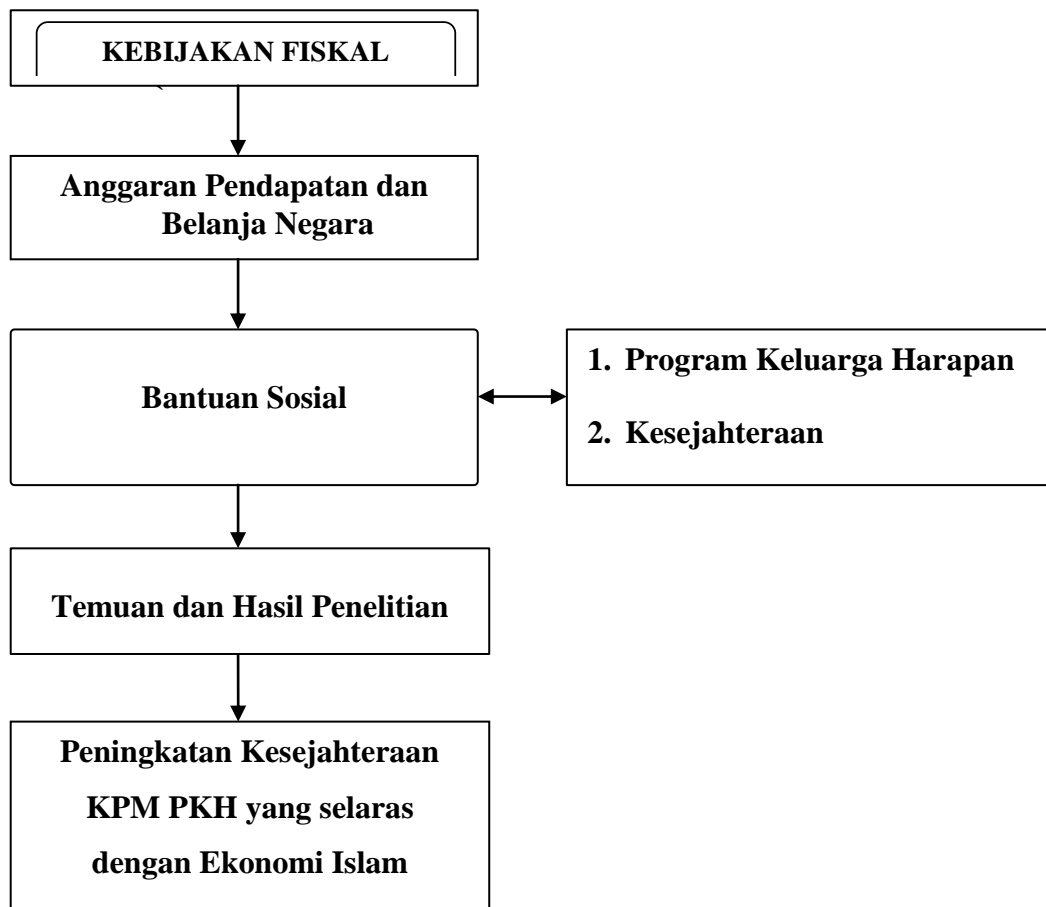 KEBIJAKAN FISKAL
Anggaran Pendapatan dan
Belanja Negara
Bantuan Sosial
1. Program Keluarga Harapan
2. Kesejahteraan
Temuan dan Hasil Penelitian
Peningkatan Kesejahteraan
KPM PKH yang selaras
dengan Ekonomi Islam